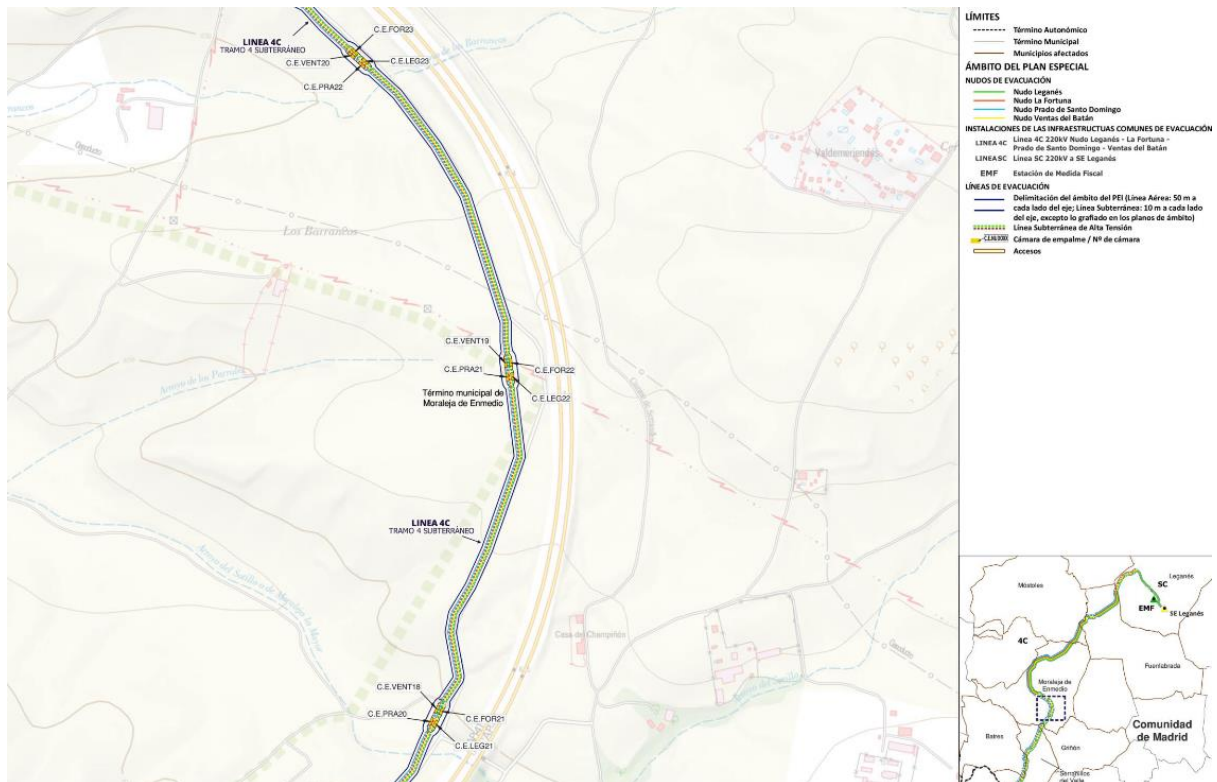 LINEA 4C
TRAMO 4 SUBTERRÁNEO
C.E.FOR23
C.E.VENT20
C.E.LEG23
C.E.PRA22
Valdemerjendas
Los Barrancos
C.E.VENT19
C.E.PRA21
C.E.FOR22
Término municipal de
Moraleja de Enmedio
C.E.LEG22
LINEA 4C
TRAMO 4 SUBTERRÁNEO
Casa de Champiñón
C.E.VENT18
C.E.PRA20
C.E.FOR21
C.E.LEG21
LÍMITES
Término Autonómico
Término Municipal
Municipios afectados
ÁMBITO DEL PLAN ESPECIAL
NUDOS DE EVACUACIÓN
Nudo Leganés
Nudo La Fortuna
Nudo Prado de Santo Domingo
Nudo Ventas del Batán
INSTALACIONES DE LAS INFRAESTRUCTUAS COMUNES DE EVACUACIÓN
LINEA 4C Línea 4C 220kV Nudo Leganés - La Fortuna -
Prado de Santo Domingo - Ventas del Batán
LINEA SC Línea SC 220kV a SE Leganés
EMF Estación de Medida Fiscal
LÍNEAS DE EVACUACIÓN
Delimitación del ámbito del PEI (Línea Aérea: 50 m a
cada lado del eje; Línea Subterránea: 10 m a cada lado
del eje, excepto lo grafiado en los planos de ámbito)
Línea Subterránea de Alta Tensión
Cámara de empalme / Nº de cámara
Accesos
Móstoles
Leganés
SC
EMF
SE Leganés
4C
Fuenlabrada
Moraleja de
Enmedio
Comunidad
de Madrid
Batres
Griñón
Serranillos
del Valle